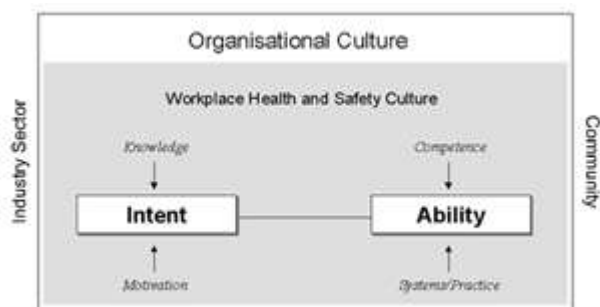 Organisational Culture
Workplace Health and Safety Culture
Industry Sector
Community
Knowledge
Competence
Intent
Ability
Motivation
Systems/Practice